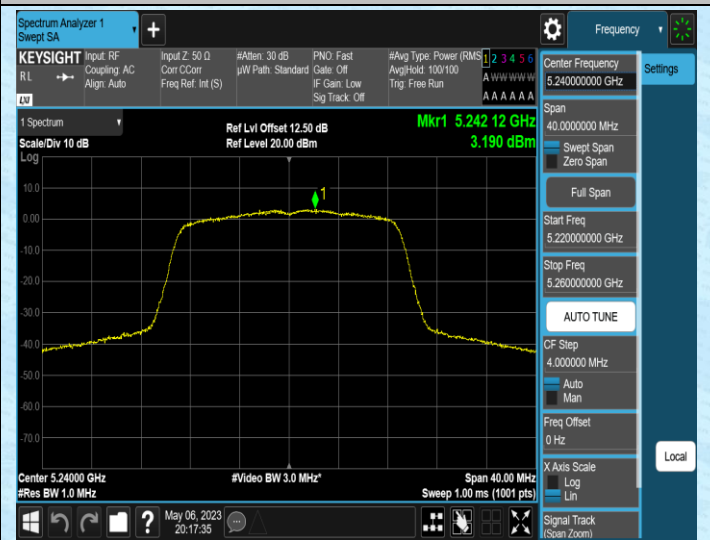 Spectrum Analyzer 1
Swept SA
+
Frequency
KEYSIGHT
RL
LXI
Input: RF
Coupling: AC
Align: Auto
Input Z: 50 Ω
Corr CCorr
Freq Ref: Int (S)
#Atten: 30 dB
µW Path: Standard
PNO: Fast
Gate: Off
IF Gain: Low
Sig Track: Off
#Avg Type: Power (RMS
Avg|Hold: 100/100
Trig: Free Run
1 2 3 4 5 6
A W W W W W
A A A A A A
1 Spectrum
Scale/Div 10 dB
Log
Ref Lvl Offset 12.50 dB
Ref Level 20.00 dBm
Mkr1 5.242 12 GHz
3.190 dBm
1
10.0
0.00
-10.0
-20.0
-30.0
-40.0
-50.0
-70.0
Center 5.24000 GHz
#Res BW 1.0 MHz
#Video BW 3.0 MHz*
Span 40.00 MHz
Sweep 1.00 ms (1001 pts)
Center Frequency
5.240000000 GHz
Span
40.0000000 MHz
Swept Span
Zero Span
Full Span
Start Freq
5.220000000 GHz
Stop Freq
5.260000000 GHz
AUTO TUNE
CF Step
4.000000 MHz
Auto
Man
Freq Offset
0 Hz
X Axis Scale
Log
Lin
Signal Track
(Span Zoom)
Settings
Local
?
May 06, 2023
20:17:35